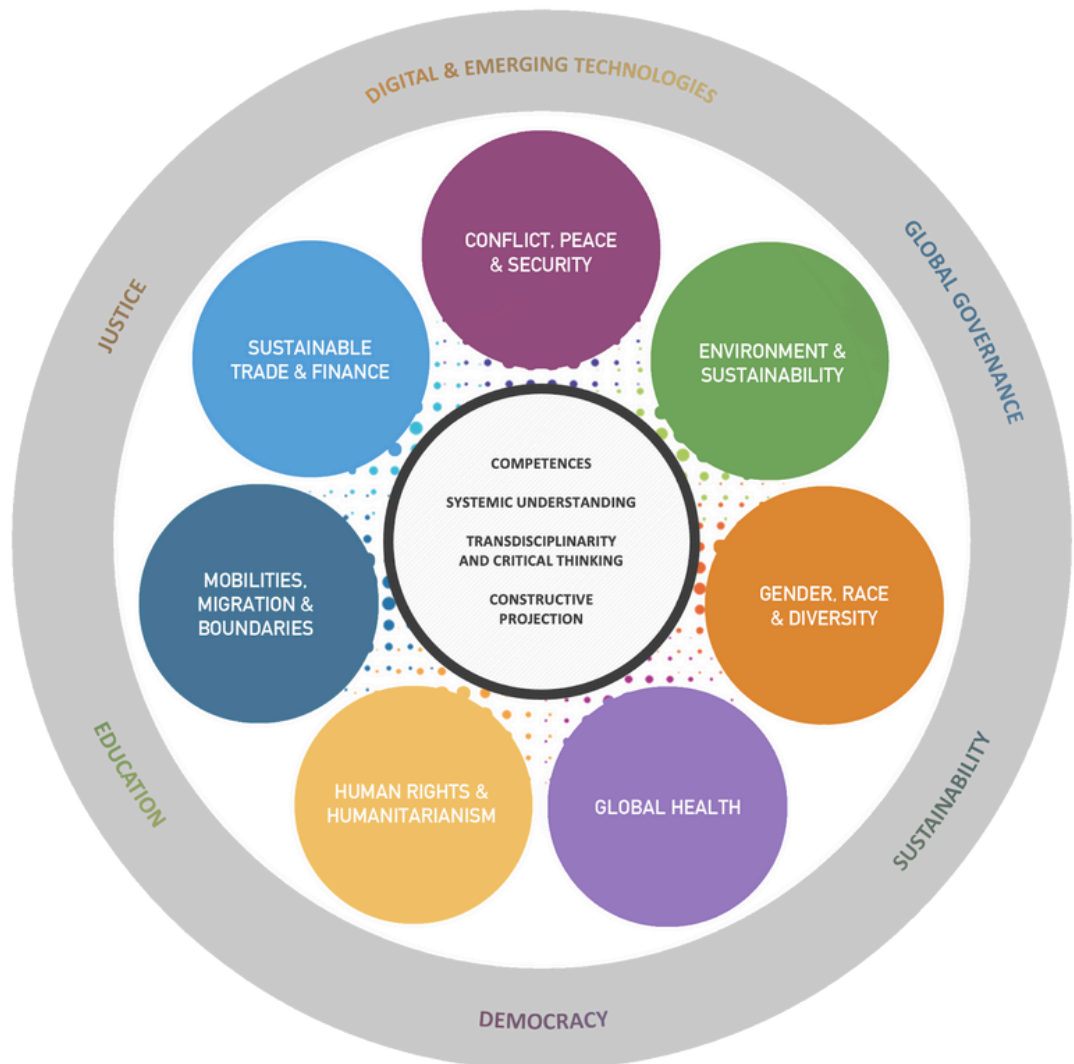 DIGITAL & EMERGING TECHNOLOGIES
GLOBAL GOVERNANCE
SUSTAINABILITY
DEMOCRACY
EDUCATION
JUSTICE
CONFLICT, PEACE
& SECURITY
ENVIRONMENT &
SUSTAINABILITY
GENDER, RACE
& DIVERSITY
GLOBAL HEALTH
HUMAN RIGHTS &
HUMANITARIANISM
MOBILITIES,
MIGRATION &
BOUNDARIES
SUSTAINABLE
TRADE & FINANCE
COMPETENCES
SYSTEMIC UNDERSTANDING
TRANSDISCIPLINARITY
AND CRITICAL THINKING
CONSTRUCTIVE
PROJECTION